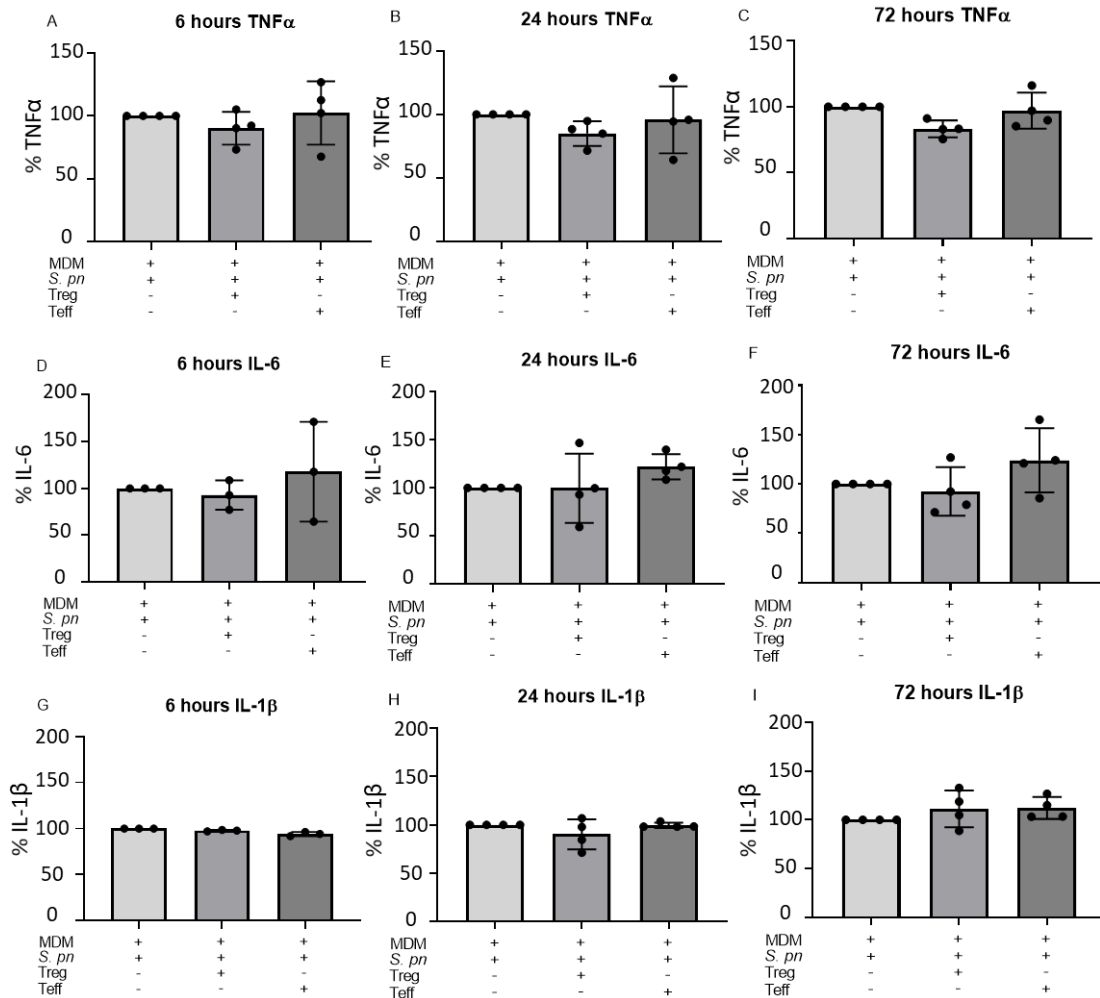 A
6 hours TNFα
% TNFα
150
100
50
0
MDM + + +
S. pn + + +
Treg - + -
Teff - - +
B
24 hours TNFα
% TNFα
150
100
50
0
MDM + + +
S. pn + + +
Treg - + -
Teff - - +
C
72 hours TNFα
% TNFα
150
100
50
0
MDM + + +
S. pn + + +
Treg - + -
Teff - - +
D
6 hours IL-6
% IL-6
200
150
100
50
0
MDM + + +
S. pn + + +
Treg - + -
Teff - - +
E
24 hours IL-6
% IL-6
200
150
100
50
0
MDM + + +
S. pn + + +
Treg - + -
Teff - - +
F
72 hours IL-6
% IL-6
200
150
100
50
0
MDM + + +
S. pn + + +
Treg - + -
Teff - - +
G
6 hours IL-1β
% IL-1β
200
150
100
50
0
MDM + + +
S. pn + + +
Treg - + -
Teff - - +
H
24 hours IL-1β
% IL-1β
200
150
100
50
0
MDM + + +
S. pn + + +
Treg - + -
Teff - - +
I
72 hours IL-1β
% IL-1β
200
150
100
50
0
MDM + + +
S. pn + + +
Treg - + -
Teff - - +